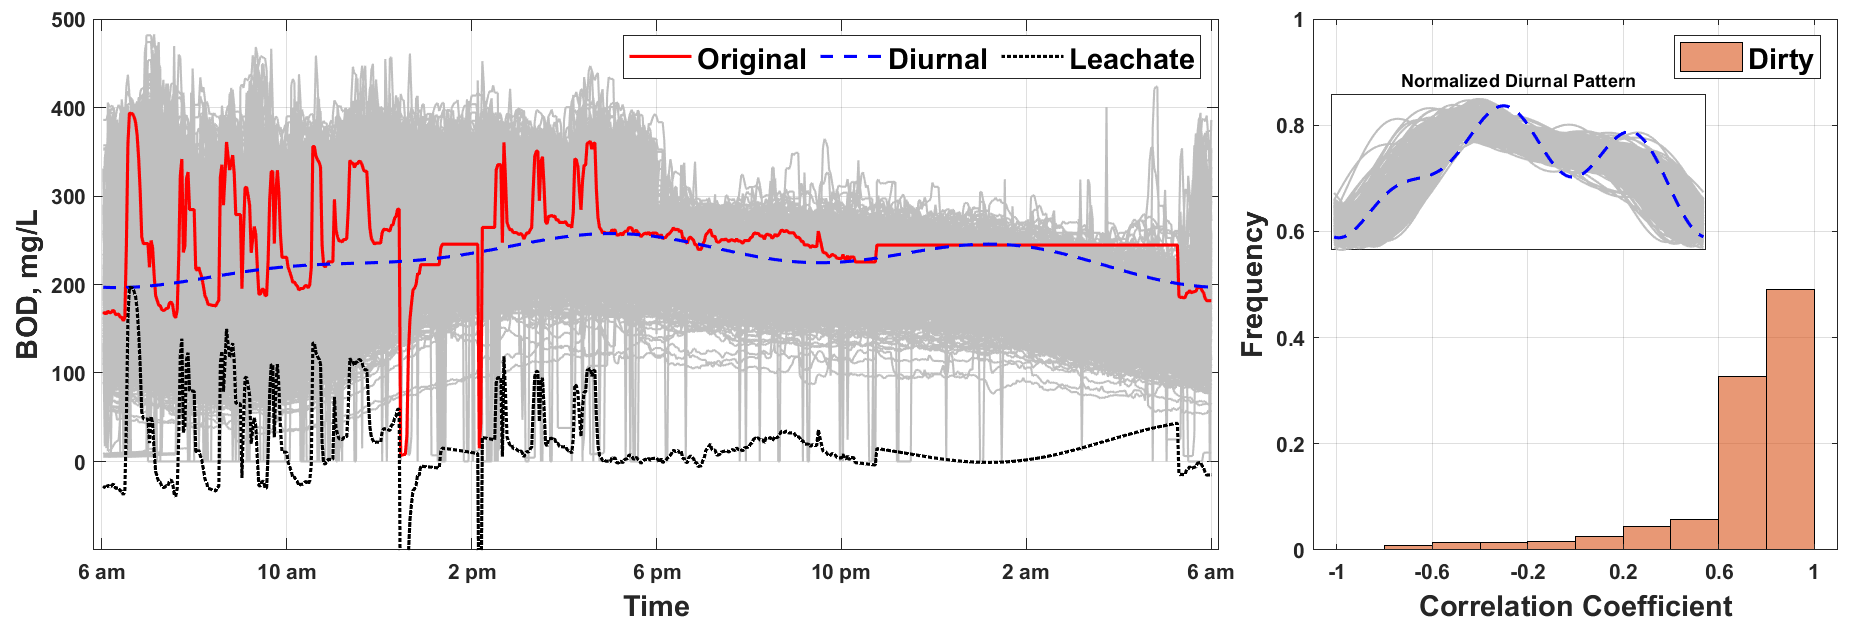 500
400
300
200
100
0
BOD, mg/L
Original
Diurnal
Leachate
6 am
10 am
2 pm
6 pm
10 pm
2 am
6 am
Time
1
0.8
0.6
0.4
0.2
0
Frequency
Dirty
Normalized Diurnal Pattern
-1
-0.6
-0.2
0.2
0.6
1
Correlation Coefficient